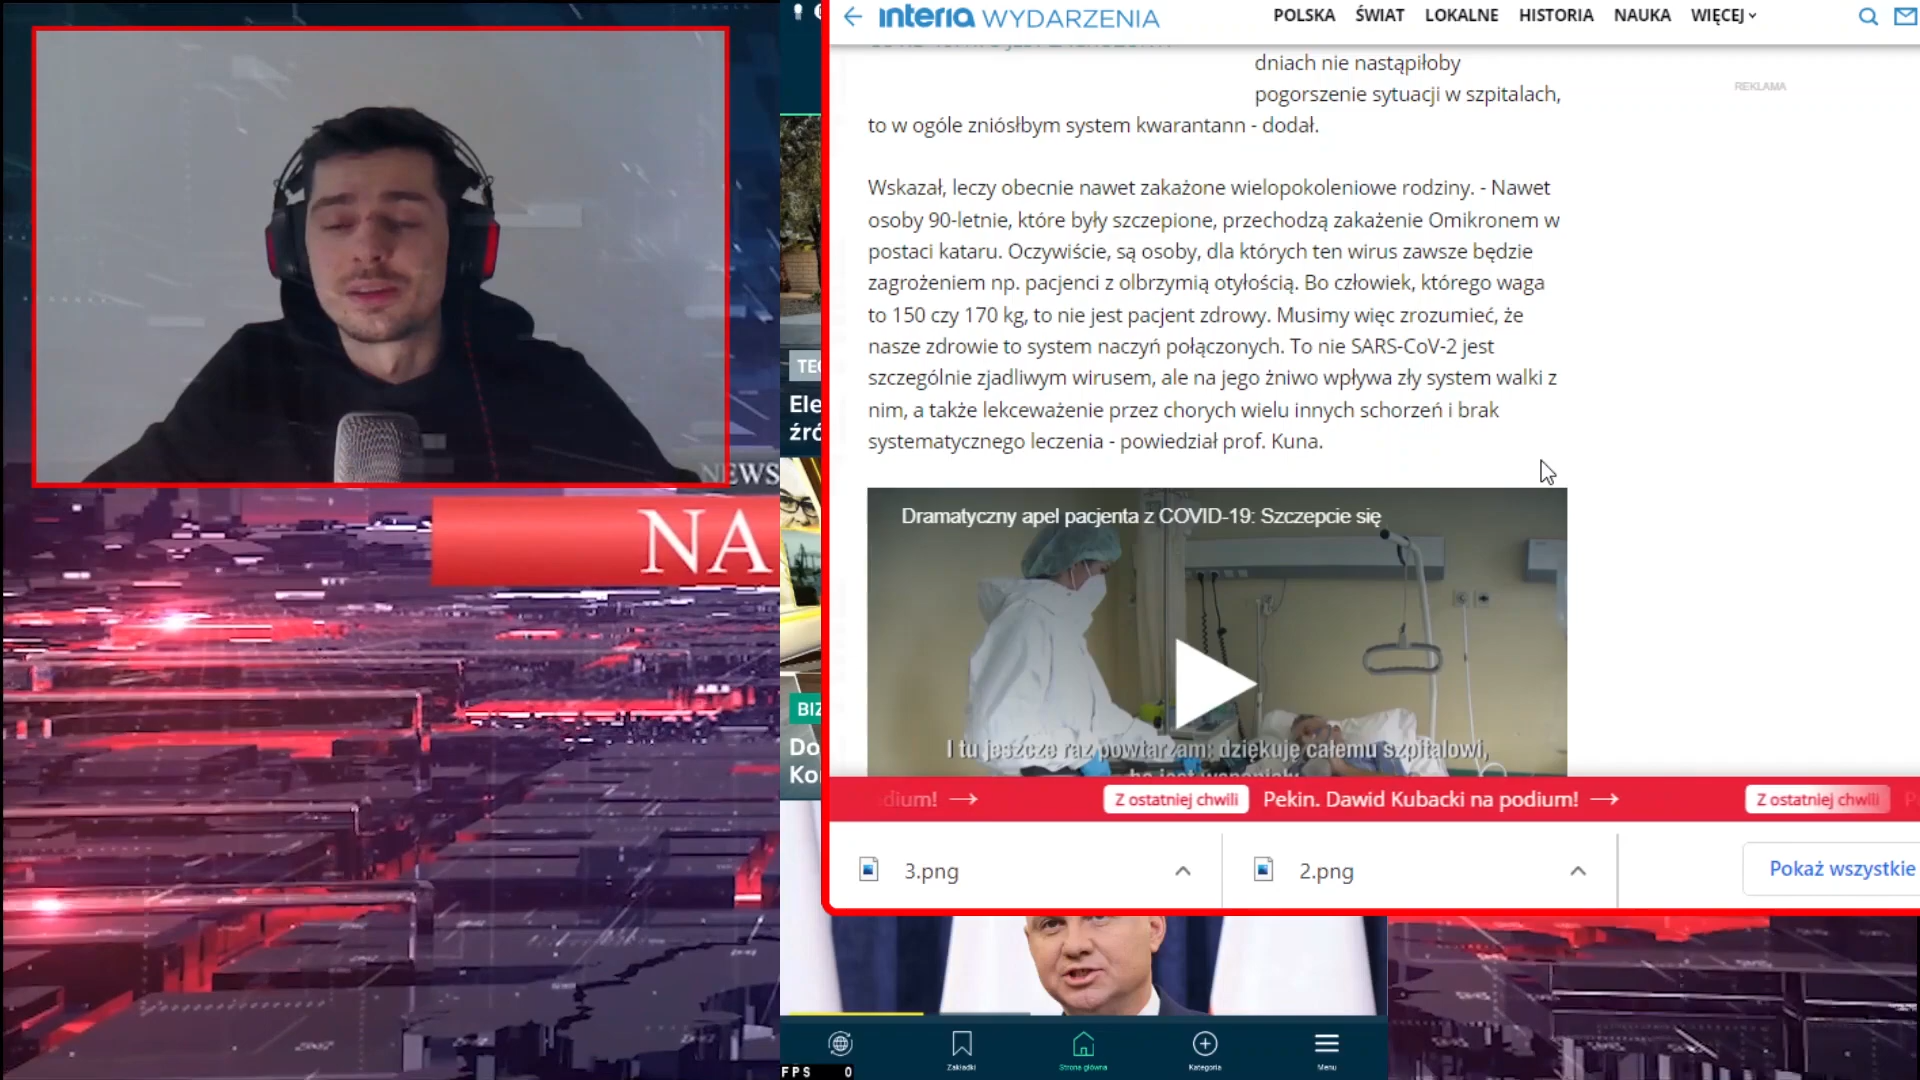 NEWS
NA
TEC
Ele
źró
BIZ
Do
Ko
interia WYDARZENIA
POLSKA ŚWIAT LOKALNE HISTORIA NAUKA WIĘCEJ
REKLAMA
dniach nie nastąpiłoby
pogorszenie sytuacji w szpitalach,
to w ogóle zniósłbym system kwarantann - dodał.
Wskazał, leczy obecnie nawet zakażone wielopokoleniowe rodziny. - Nawet
osoby 90-letnie, które były szczepione, przechodzą zakażenie Omikronem w
postaci kataru. Oczywiście, są osoby, dla których ten wirus zawsze będzie
zagrożeniem np. pacjenci z olbrzymią otyłością. Bo człowiek, którego waga
to 150 czy 170 kg, to nie jest pacjent zdrowy. Musimy więc zrozumieć, że
nasze zdrowie to system naczyń połączonych. To nie SARS-CoV-2 jest
szczególnie zjadliwym wirusem, ale na jego żniwo wpływa zły system walki z
nim, a także lekceważenie przez chorych wielu innych schorzeń i brak
systematycznego leczenia - powiedział prof. Kuna.
Dramatyczny apel pacjenta z COVID-19: Szczepcie się
I tu jeszcze raz powtarzam: dziękuję całemu szpitalowi,
dium! → Z ostatniej chwili Pekin. Dawid Kubacki na podium! → Z ostatniej chwili
3.png 2.png Pokaż wszystkie
Zakładki Strona główna Kategoria Menu
FPS 0